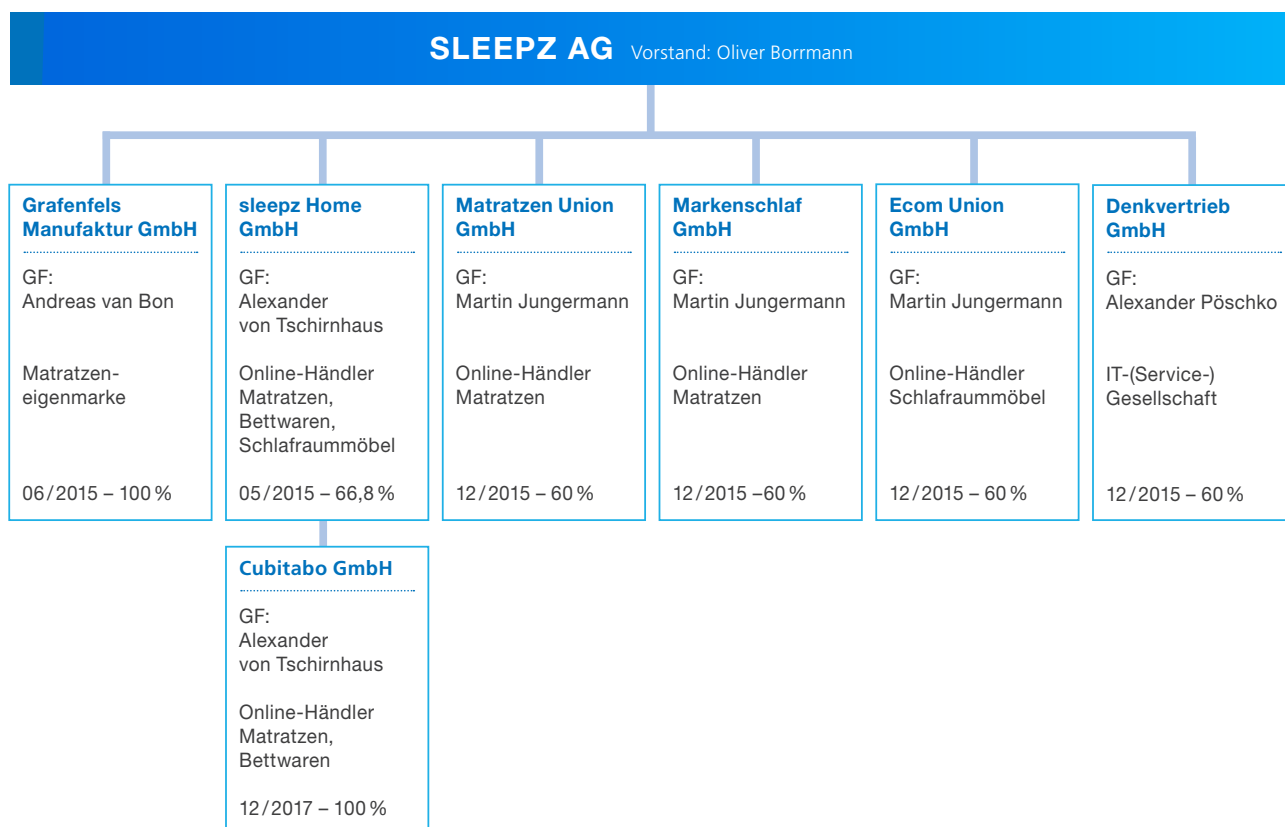 SLEEPZ AG Vorstand: Oliver Borrmann
Grafenfels
Manufaktur GmbH
GF:
Andreas van Bon
Matratzen-
eigenmarke
06/2015 – 100 %
sleepz Home
GmbH
GF:
Alexander
von Tschirnhaus
Online-Händler
Matratzen,
Bettwaren,
Schlafraummöbel
05/2015 – 66,8 %
Matratzen Union
GmbH
GF:
Martin Jungermann
Online-Händler
Matratzen
12/2015 – 60 %
Markenschlaf
GmbH
GF:
Martin Jungermann
Online-Händler
Matratzen
12/2015 –60 %
Ecom Union
GmbH
GF:
Martin Jungermann
Online-Händler
Schlafraummöbel
12/2015 – 60 %
Denkvertrieb
GmbH
GF:
Alexander Pöschko
IT-(Service-)
Gesellschaft
12/2015 – 60 %
Cubitabo GmbH
GF:
Alexander
von Tschirnhaus
Online-Händler
Matratzen,
Bettwaren
12/2017 – 100 %